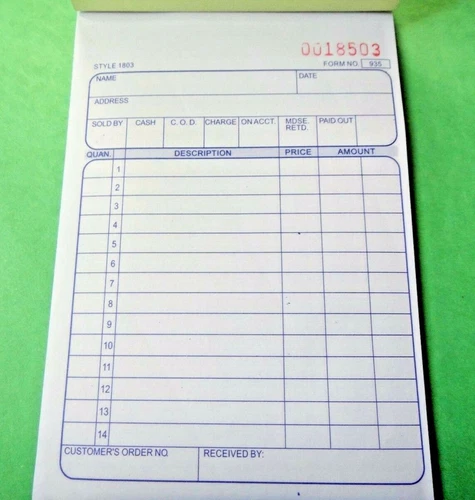 0018503
STYLE 1803 FORM NO. 935
NAME DATE
ADDRESS
SOLD BY CASH C. O. D. CHARGE ON ACCT. MDSE. RETD. PAID OUT
QUAN DESCRIPTION PRICE AMOUNT
1
2
3
4
5
6
7
8
9
10
11
12
13
14
CUSTOMER'S ORDER NO. RECEIVED BY: